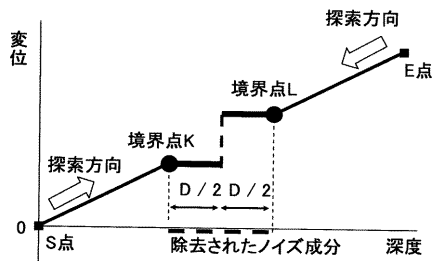 変位
探索方向
E点
境界点L
境界点K
探索方向
D / 2 D / 2
0
S点
除去されたノイズ成分
深度